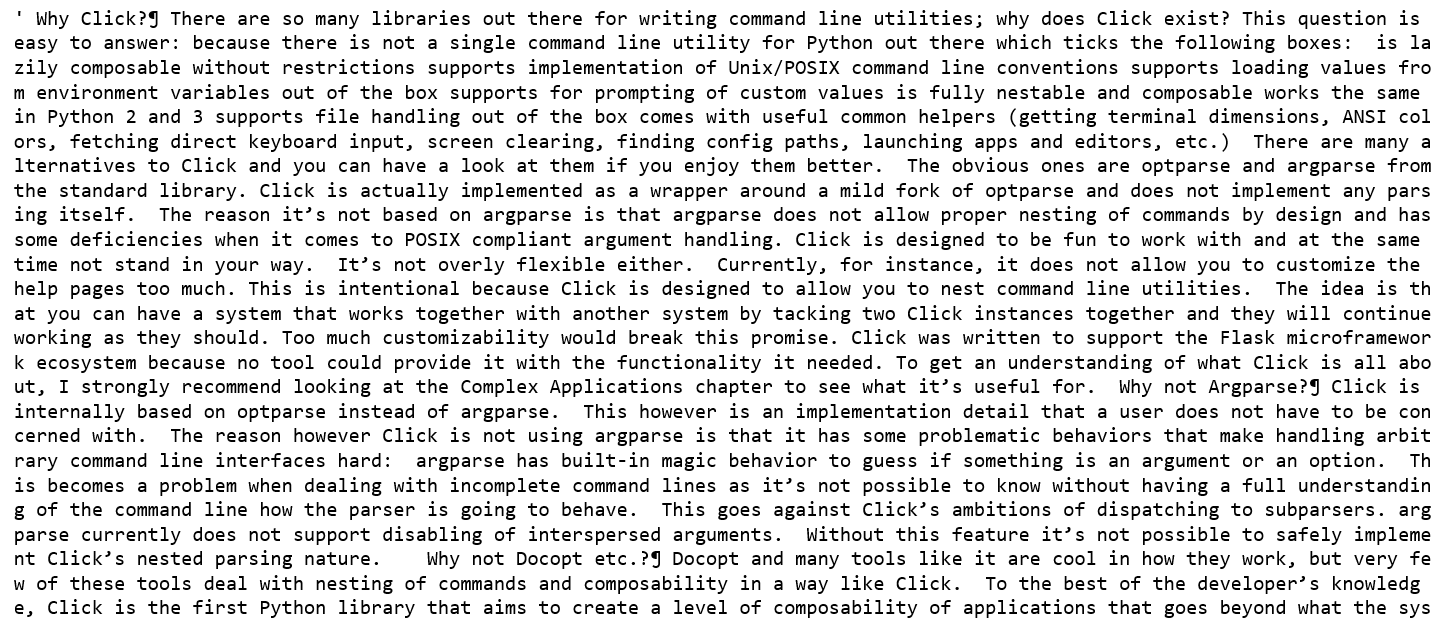 ' Why Click?¶ There are so many libraries out there for writing command line utilities; why does Click exist? This question is
easy to answer: because there is not a single command line utility for Python out there which ticks the following boxes:  is la
zily composable without restrictions supports implementation of Unix/POSIX command line conventions supports loading values fro
m environment variables out of the box supports for prompting of custom values is fully nestable and composable works the same
in Python 2 and 3 supports file handling out of the box comes with useful common helpers (getting terminal dimensions, ANSI col
ors, fetching direct keyboard input, screen clearing, finding config paths, launching apps and editors, etc.)  There are many a
lternatives to Click and you can have a look at them if you enjoy them better.  The obvious ones are optparse and argparse from
the standard library. Click is actually implemented as a wrapper around a mild fork of optparse and does not implement any pars
ing itself.  The reason it’s not based on argparse is that argparse does not allow proper nesting of commands by design and has
some deficiencies when it comes to POSIX compliant argument handling. Click is designed to be fun to work with and at the same
time not stand in your way.  It’s not overly flexible either.  Currently, for instance, it does not allow you to customize the
help pages too much. This is intentional because Click is designed to allow you to nest command line utilities.  The idea is th
at you can have a system that works together with another system by tacking two Click instances together and they will continue
working as they should. Too much customizability would break this promise. Click was written to support the Flask microframewor
k ecosystem because no tool could provide it with the functionality it needed. To get an understanding of what Click is all abo
ut, I strongly recommend looking at the Complex Applications chapter to see what it’s useful for.  Why not Argparse?¶ Click is
internally based on optparse instead of argparse.  This however is an implementation detail that a user does not have to be con
cerned with.  The reason however Click is not using argparse is that it has some problematic behaviors that make handling arbit
rary command line interfaces hard:  argparse has built-in magic behavior to guess if something is an argument or an option.  Th
is becomes a problem when dealing with incomplete command lines as it’s not possible to know without having a full understandin
g of the command line how the parser is going to behave.  This goes against Click’s ambitions of dispatching to subparsers. arg
parse currently does not support disabling of interspersed arguments.  Without this feature it’s not possible to safely impleme
nt Click’s nested parsing nature.    Why not Docopt etc.?¶ Docopt and many tools like it are cool in how they work, but very fe
w of these tools deal with nesting of commands and composability in a way like Click.  To the best of the developer’s knowledg
e, Click is the first Python library that aims to create a level of composability of applications that goes beyond what the sys